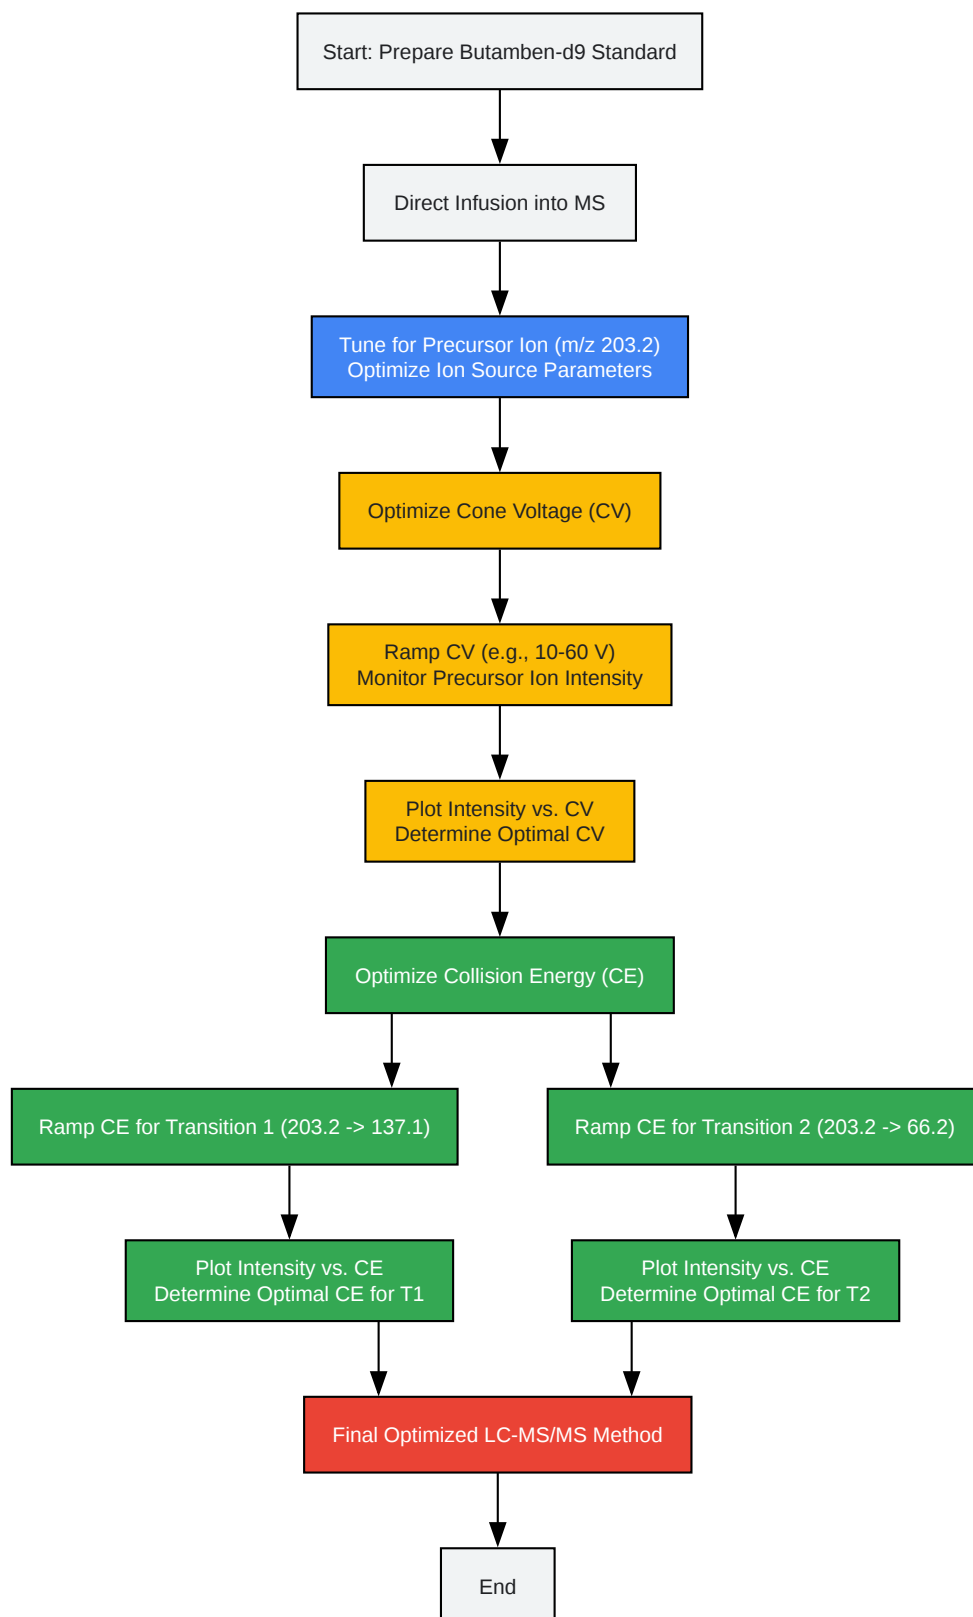 Start: Prepare Butamben-d9 Standard
Direct Infusion into MS
Tune for Precursor Ion (m/z 203.2)
Optimize Ion Source Parameters
Optimize Cone Voltage (CV)
Ramp CV (e.g., 10-60 V)
Monitor Precursor Ion Intensity
Plot Intensity vs. CV
Determine Optimal CV
Optimize Collision Energy (CE)
Ramp CE for Transition 1 (203.2 -> 137.1)
Ramp CE for Transition 2 (203.2 -> 66.2)
Plot Intensity vs. CE
Determine Optimal CE for T1
Plot Intensity vs. CE
Determine Optimal CE for T2
Final Optimized LC-MS/MS Method
End